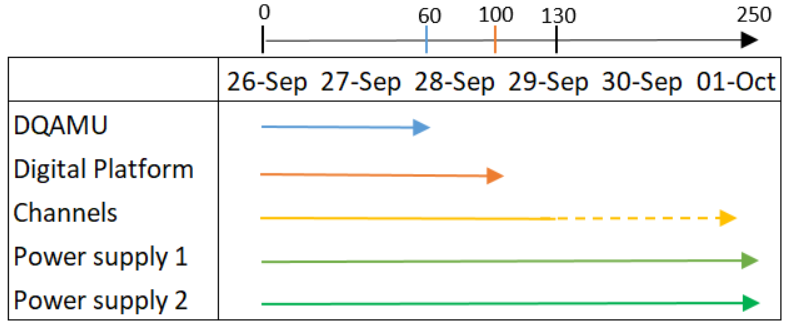 0 60 100 130 250
26-Sep 27-Sep 28-Sep 29-Sep 30-Sep 01-Oct
DQAMU
Digital Platform
Channels
Power supply 1
Power supply 2